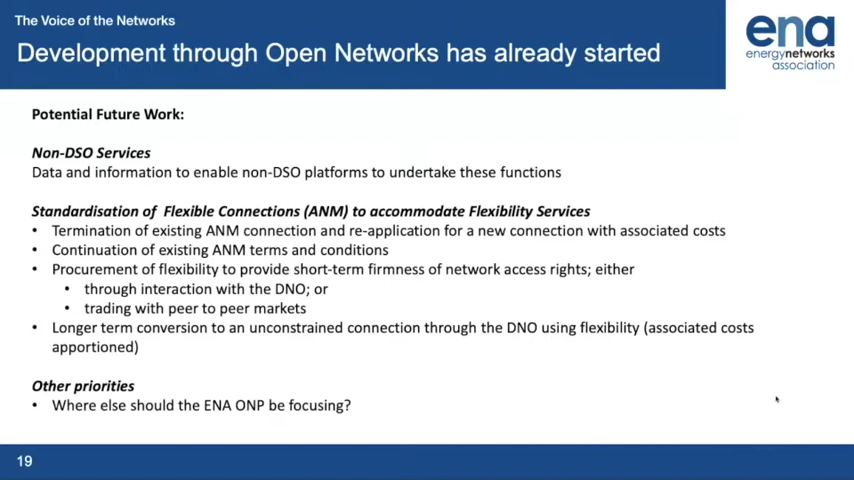 The Voice of the Networks
Development through Open Networks has already started
ena
energynetworks
association
Potential Future Work:
Non-DSO Services
Data and information to enable non-DSO platforms to undertake these functions
Standardisation of Flexible Connections (ANM) to accommodate Flexibility Services
• Termination of existing ANM connection and re-application for a new connection with associated costs
• Continuation of existing ANM terms and conditions
• Procurement of flexibility to provide short-term firmness of network access rights; either
• through interaction with the DNO; or
• trading with peer to peer markets
• Longer term conversion to an unconstrained connection through the DNO using flexibility (associated costs
apportioned)
Other priorities
• Where else should the ENA ONP be focusing?
19